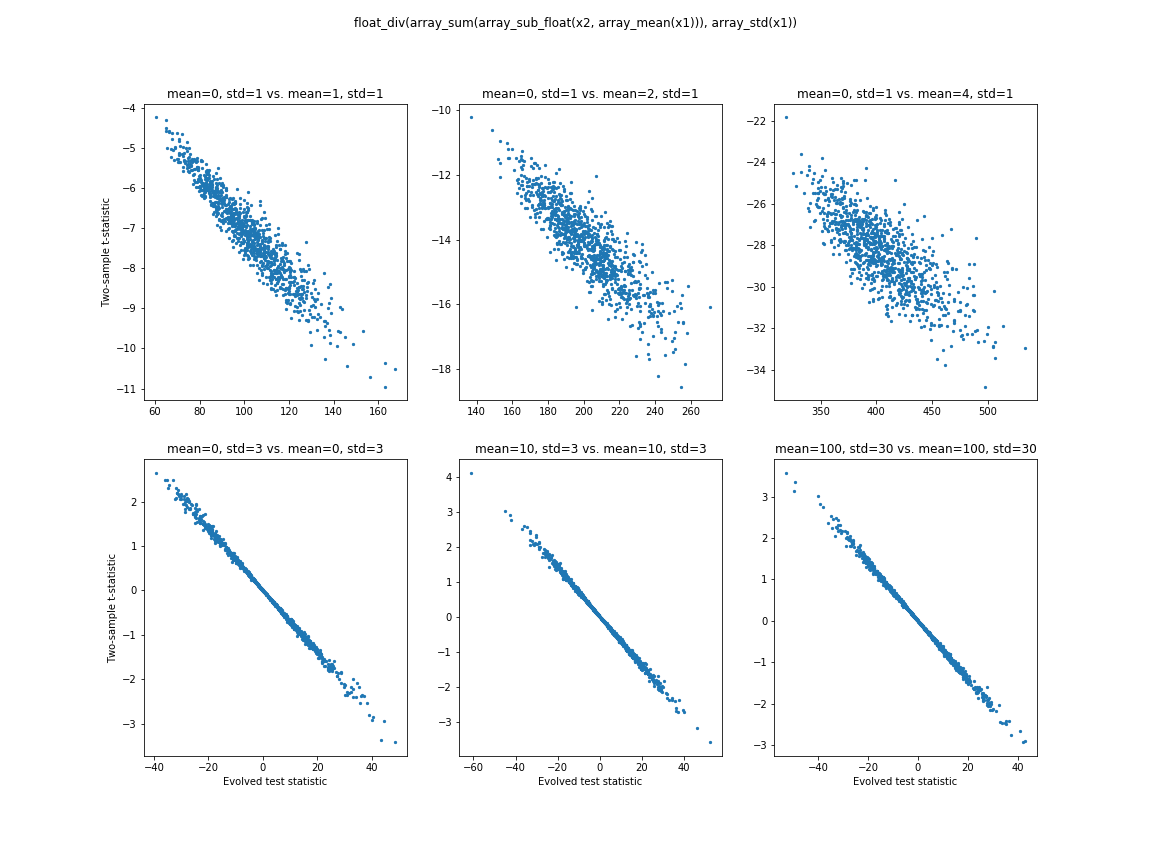 float_div(array_sum(array_sub_float(x2, array_mean(x1))), array_std(x1))
mean=0, std=1 vs. mean=1, std=1
−4
−5
−6
−7
−8
−9
−10
−11
60 80 100 120 140 160
Two-sample t-statistic
mean=0, std=1 vs. mean=2, std=1
−10
−12
−14
−16
−18
140 160 180 200 220 240 260
mean=0, std=1 vs. mean=4, std=1
−22
−24
−26
−28
−30
−32
−34
350 400 450 500
mean=0, std=3 vs. mean=0, std=3
2
1
0
−1
−2
−3
−40 −20 0 20 40
Two-sample t-statistic
Evolved test statistic
mean=10, std=3 vs. mean=10, std=3
4
3
2
1
0
−1
−2
−3
−60 −40 −20 0 20 40
Evolved test statistic
mean=100, std=30 vs. mean=100, std=30
3
2
1
0
−1
−2
−3
−40 −20 0 20 40
Evolved test statistic